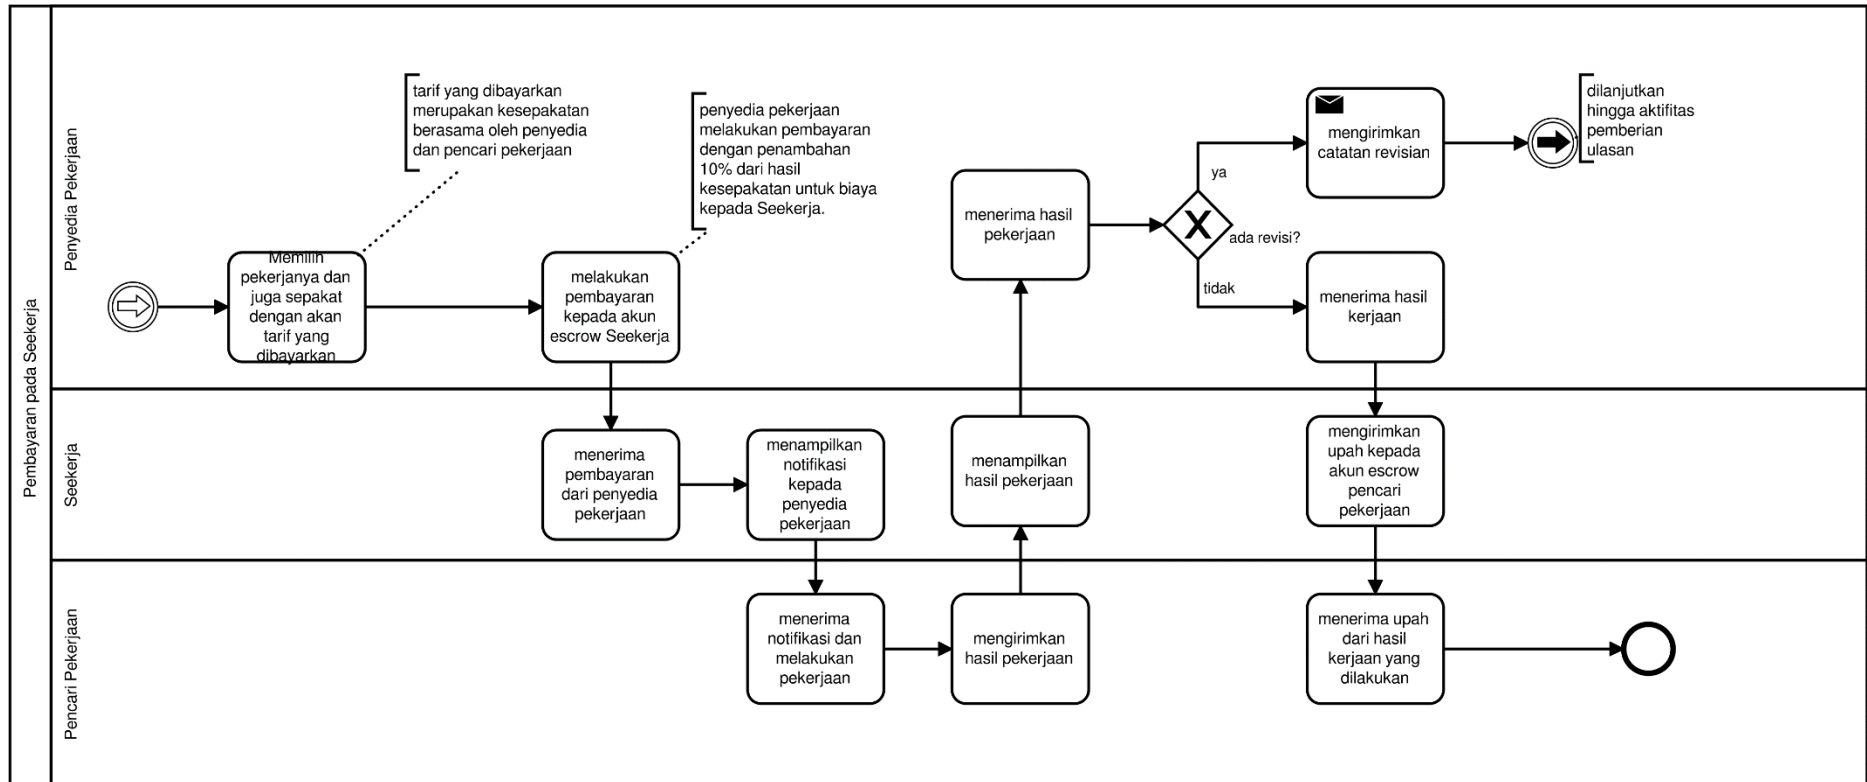 Pembayaran pada Seekerja
Penyedia Pekerjaan
tarif yang dibayarkan
merupakan kesepakatan
berasama oleh penyedia
dan pencari pekerjaan
penyedia pekerjaan
melakukan pembayaran
dengan penambahan
10% dari hasil
kesepakatan untuk biaya
kepada Seekerja.
Memilih
pekerjanya dan
juga sepakat
dengan akan
tarif yang
dibayarkan
melakukan
pembayaran
kepada akun
escrow Seekerja
menerima hasil
pekerjaan
ya
ada revisi?
tidak
mengirimkan
catatan revisian
dilanjutkan
hingga aktifitas
pemberian
ulasan
menerima hasil
kerjaan
Seekerja
menerima
pembayaran
dari penyedia
pekerjaan
menampilkan
notifikasi
kepada
penyedia
pekerjaan
menampilkan
hasil pekerjaan
mengirimkan
upah kepada
akun escrow
pencari
pekerjaan
Pencari Pekerjaan
menerima
notifikasi dan
melakukan
pekerjaan
mengirimkan
hasil pekerjaan
menerima upah
dari hasil
kerjaan yang
dilakukan